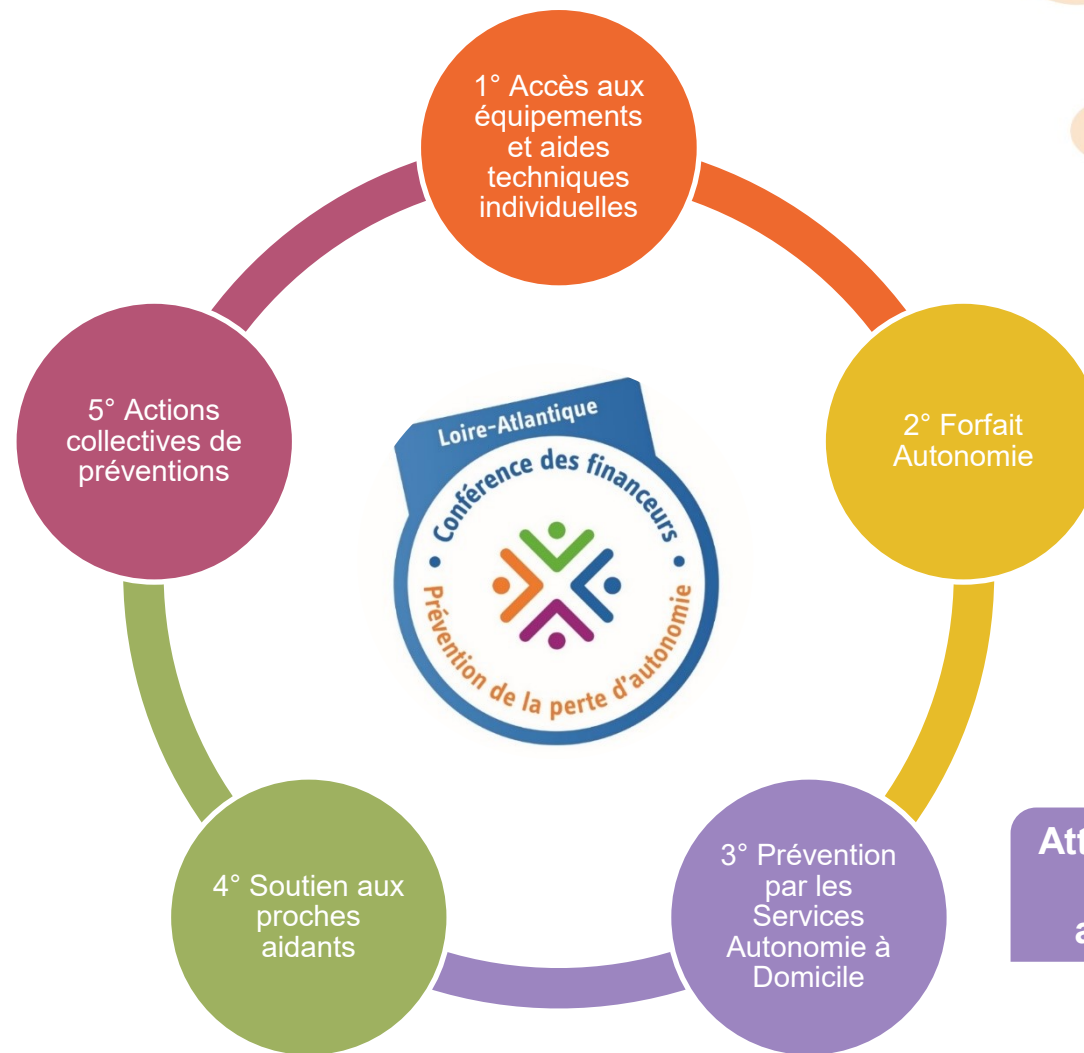 1° Accès aux
équipements
et aides
techniques
individuelles
2° Forfait
Autonomie
3° Prévention
par les
Services
Autonomie à
Domicile
4° Soutien aux
proches
aidants
5° Actions
collectives de
préventions
Loire-Atlantique
• Conférence des financeurs •
Prévention de la perte d'autonomie